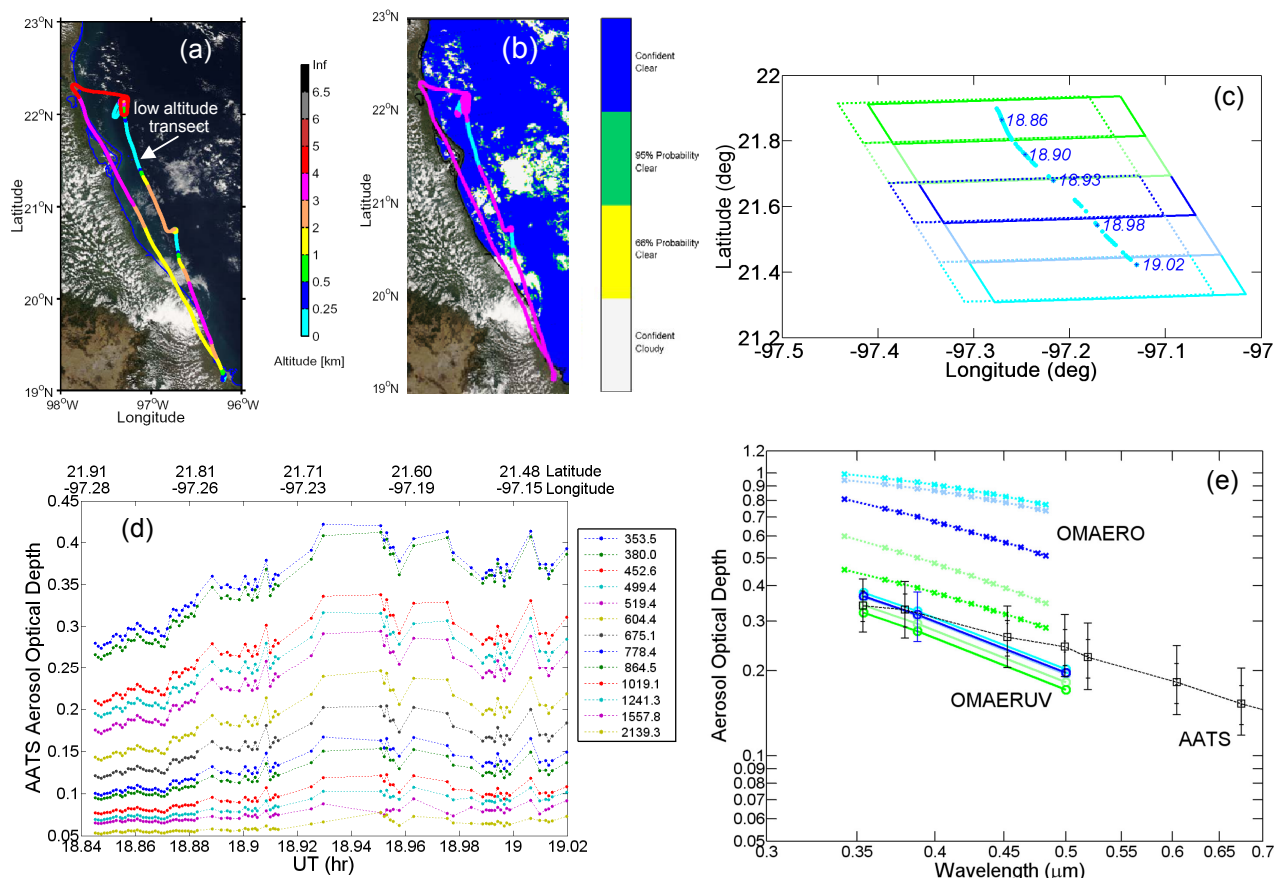 (a)
23°N
22°N
21°N
20°N
19°N
98°W
97°W
96°W
Latitude
Longitude
low altitude
transect
Inf
6.5
6
5
4
3
2
1
0.5
0.25
0
Altitude [km]
(b)
23°N
22°N
21°N
20°N
19°N
Latitude
Confident
Clear
95% Probability
Clear
66% Probability
Clear
Confident
Cloudy
(c)
22
21.8
21.6
21.4
21.2
Latitude (deg)
18.86
18.90
18.93
18.98
19.02
-97.5
-97.4
-97.3
-97.2
-97.1
-97
Longitude (deg)
21.91
21.81
21.71
21.60
21.48
Latitude
-97.28
-97.26
-97.23
-97.19
-97.15
Longitude
(d)
0.45
0.4
0.35
0.3
0.25
0.2
0.15
0.1
0.05
AATS Aerosol Optical Depth
18.84
18.86
18.88
18.9
18.92
18.94
18.96
18.98
19
19.02
UT (hr)
353.5
380.0
452.6
499.4
519.4
604.4
675.1
778.4
864.5
1019.1
1241.3
1557.8
2139.3
(e)
1.2
1
0.9
0.8
0.7
0.6
0.5
0.4
0.3
0.2
0.1
0.09
0.08
0.07
0.06
0.05
Aerosol Optical Depth
OMAERO
OMAERUV
AATS
0.3
0.35
0.4
0.45
0.5
0.55
0.6
0.65
0.7
Wavelength (μm)